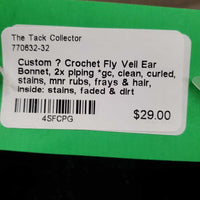 The Tack Collector
770632-32
Custom ? Crochet Fly Veil Ear
Bonnet, 2x piping *gc, clean, curled,
stains, mnr rubs, frays & hair,
inside: stains, faded & dirt
$29.00
4SFCPG